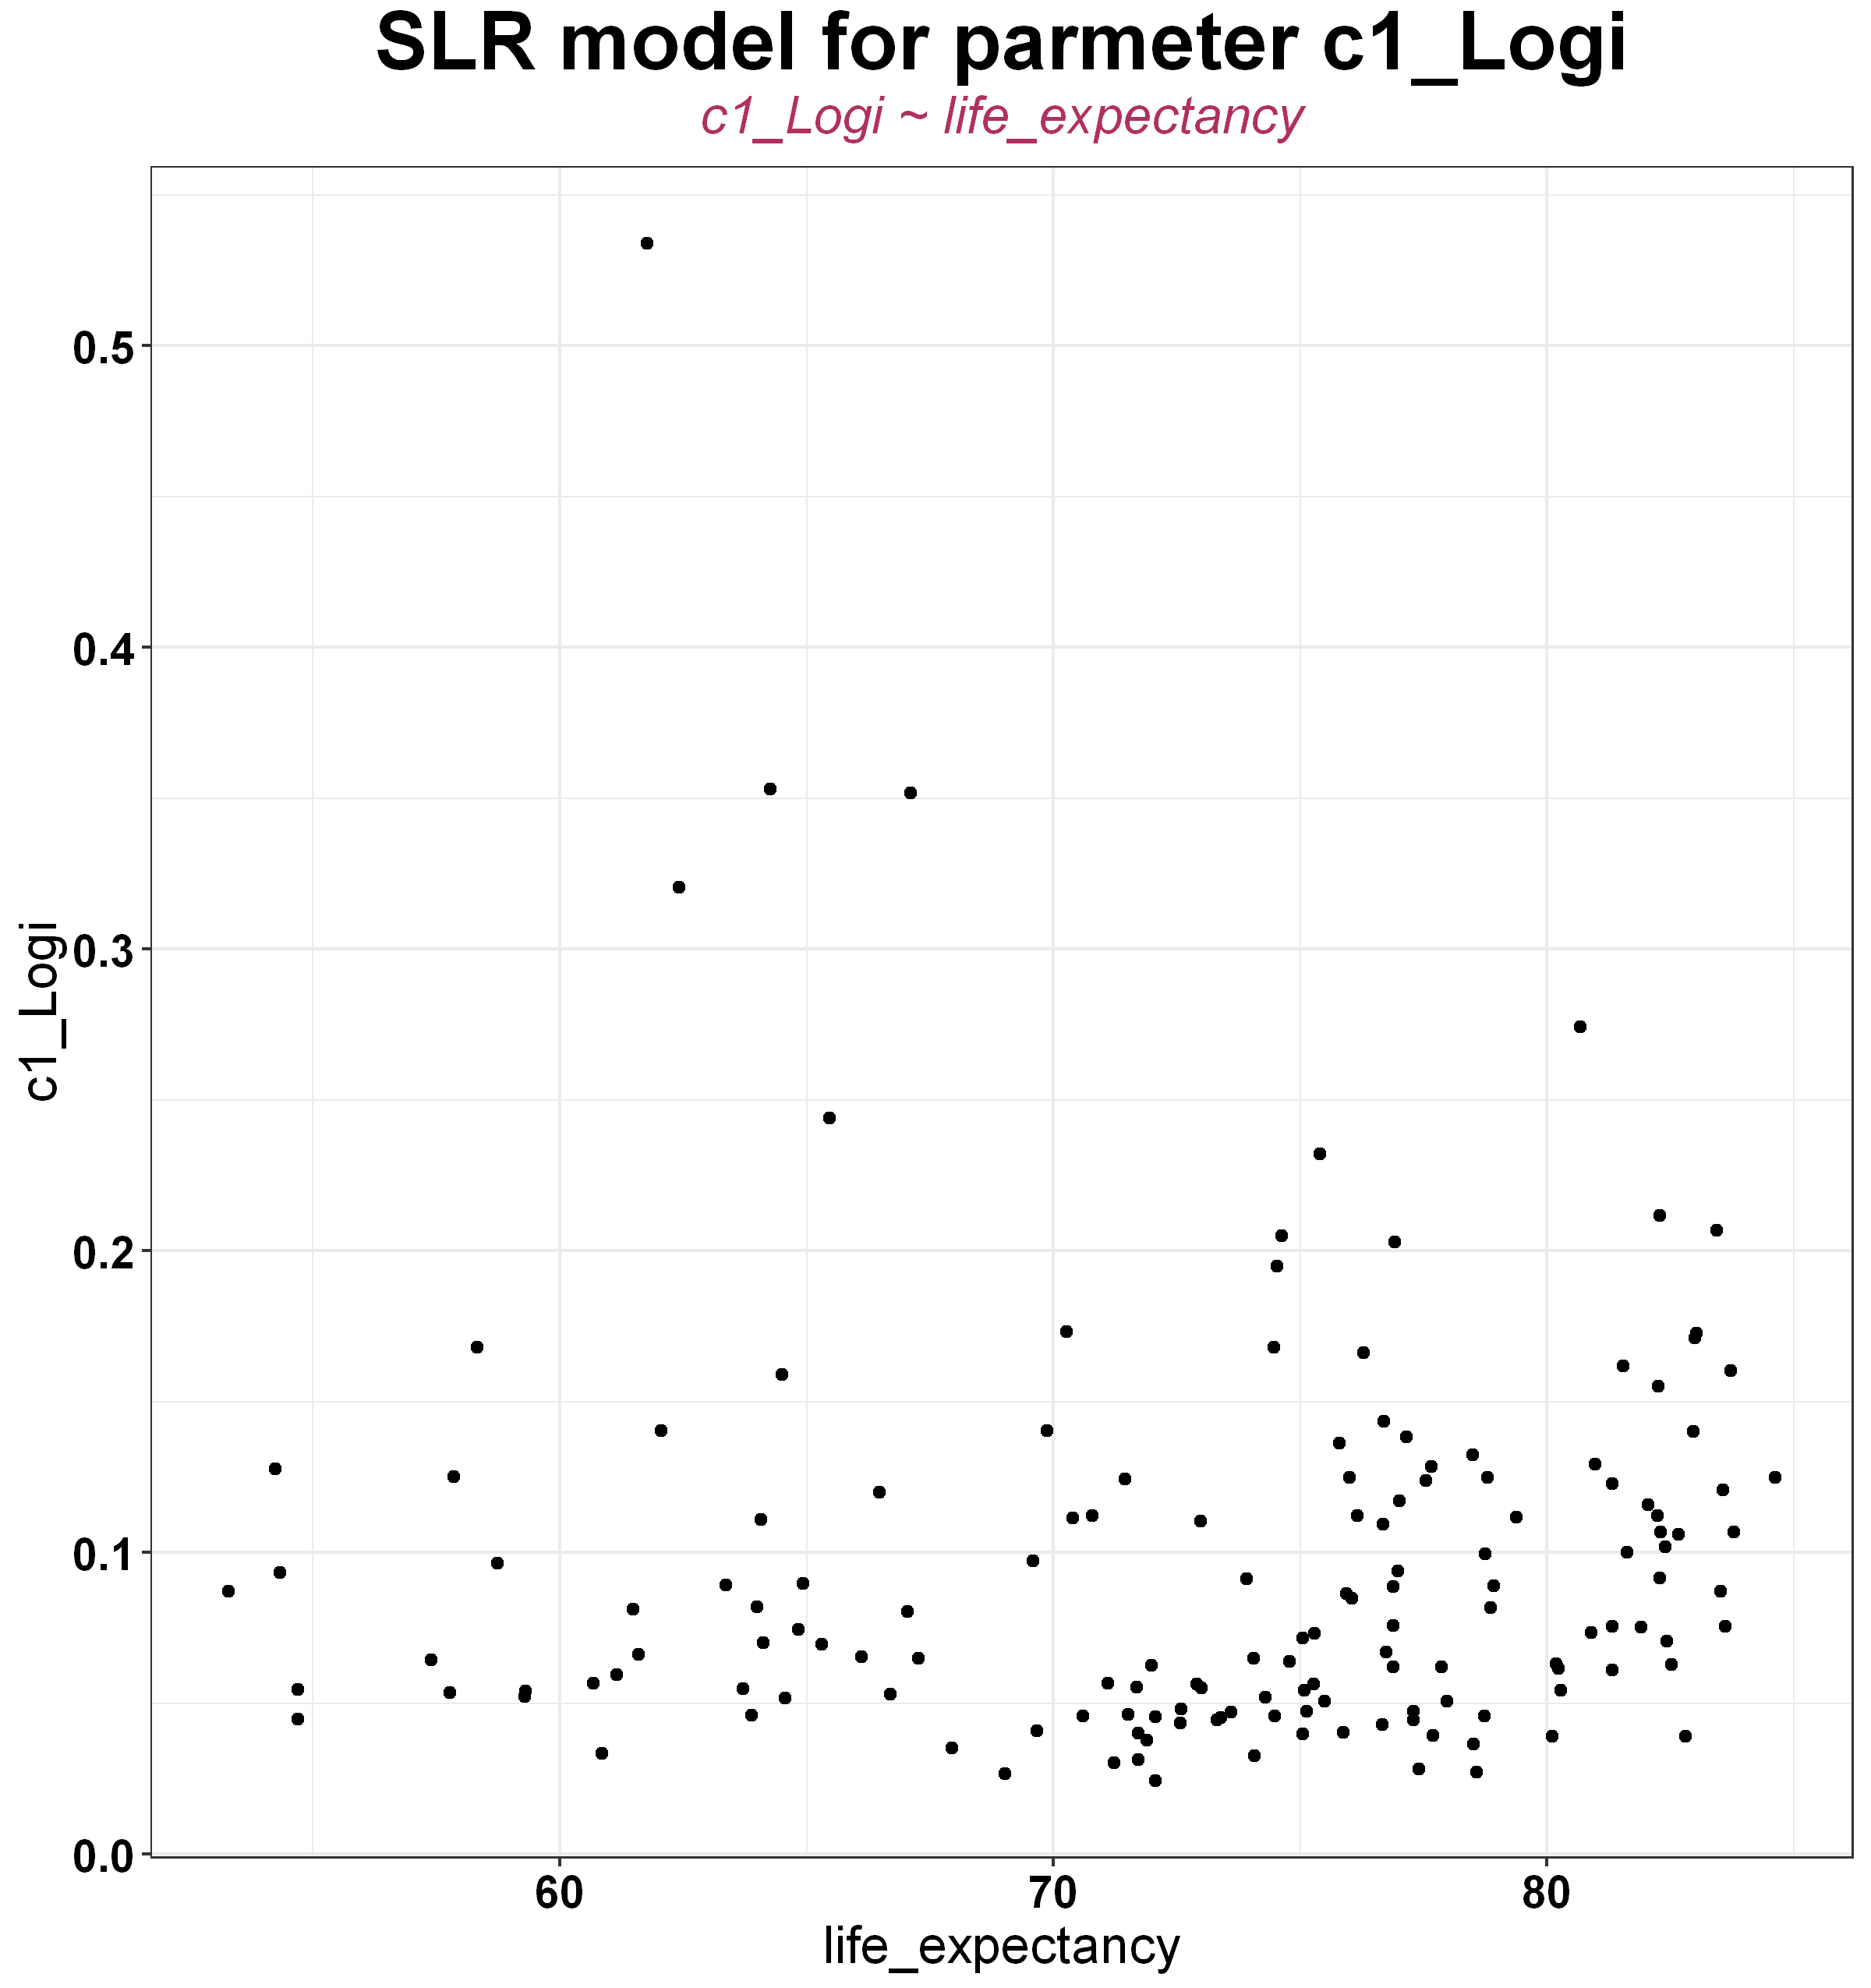 SLR model for parmeter c1_Logi
c1_Logi ~ life_expectancy
0.5
0.4
0.3
0.2
0.1
0.0
c1_Logi
60 70 80
life_expectancy